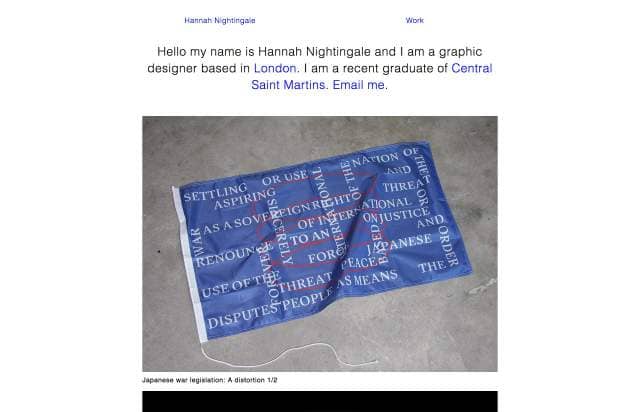 Hannah Nightingale
Work
Hello my name is Hannah Nightingale and I am a graphic
designer based in London. I am a recent graduate of Central
Saint Martins. Email me.
SETTLING OR USE OF THE NATION OF
ASPIRING AND THREAT
AS A SOVEREIGN RIGHT INTERNATIONAL
WAR SINCERELY OF INTERNATIONAL ON JUSTICE AND
RENOUNCE TO AN BASED JAPANESE ORDER
FOREVER FOR PEACE
USE OF THE THREAT AS MEANS THE
DISPUTES PEOPLE
Japanese war legislation: A distortion 1/2